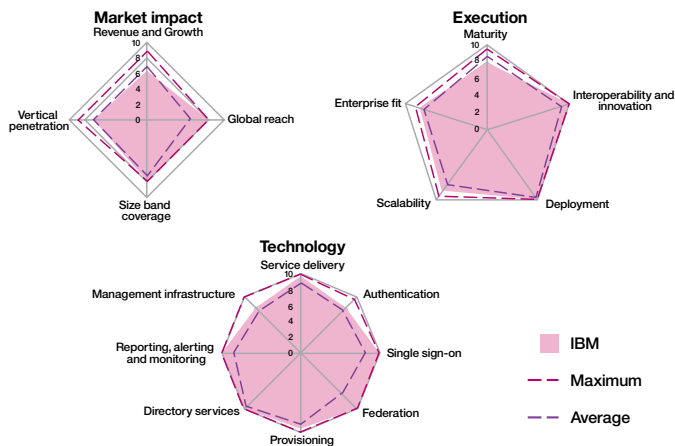 Market impact
Revenue and Growth
10
8
6
4
2
0
Vertical
penetration
Global reach
Size band
coverage
Execution
Maturity
10
8
6
4
2
0
Enterprise fit
Interoperability and
innovation
Scalability
Deployment
Technology
Service delivery
10
8
6
4
2
0
Management infrastructure
Authentication
Reporting, alerting
and monitoring
Single sign-on
Directory services
Federation
Provisioning
IBM
Maximum
Average